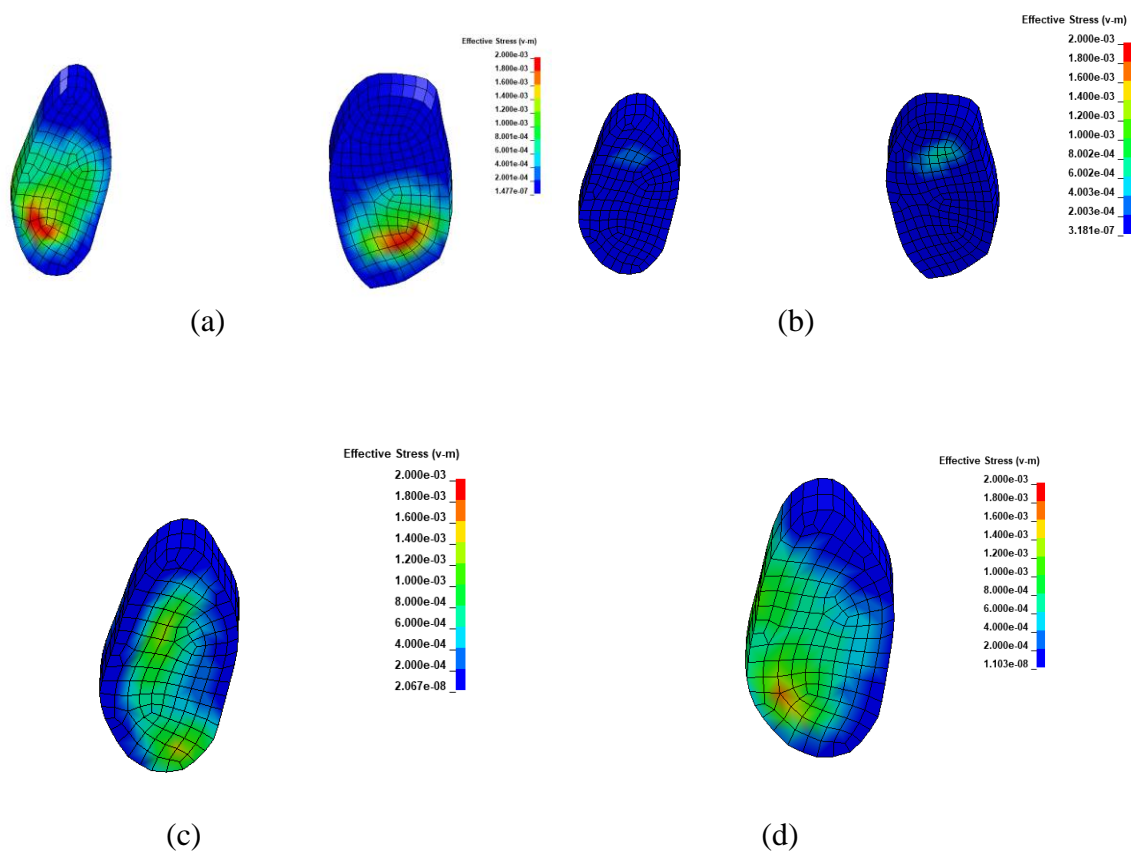 Effective Stress (v-m)
2.000e-03
1.800e-03
1.600e-03
1.400e-03
1.200e-03
1.000e-03
8.001e-04
6.001e-04
4.001e-04
2.001e-04
1.477e-07
(a)
Effective Stress (v-m)
2.000e-03
1.800e-03
1.600e-03
1.400e-03
1.200e-03
1.000e-03
8.002e-04
6.002e-04
4.003e-04
2.003e-04
3.181e-07
(b)
Effective Stress (v-m)
2.000e-03
1.800e-03
1.600e-03
1.400e-03
1.200e-03
1.000e-03
8.000e-04
6.000e-04
4.000e-04
2.000e-04
2.067e-08
(c)
Effective Stress (v-m)
2.000e-03
1.800e-03
1.600e-03
1.400e-03
1.200e-03
1.000e-03
8.000e-04
6.000e-04
4.000e-04
2.000e-04
1.103e-08
(d)